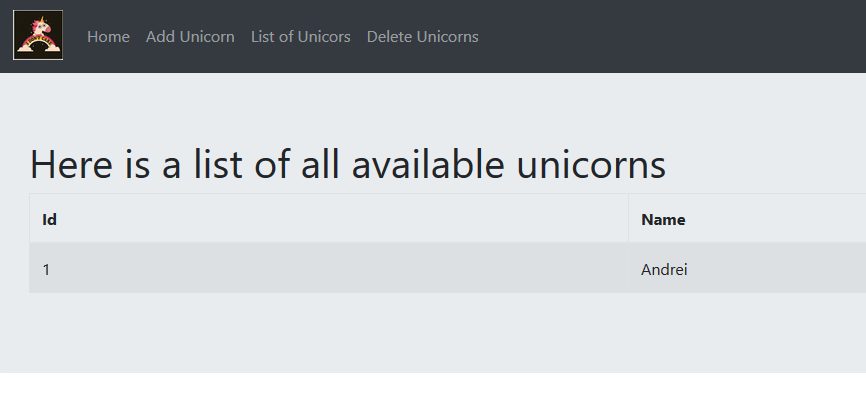 Home Add Unicorn List of Unicors Delete Unicorns
Here is a list of all available unicorns
Id Name
1 Andrei